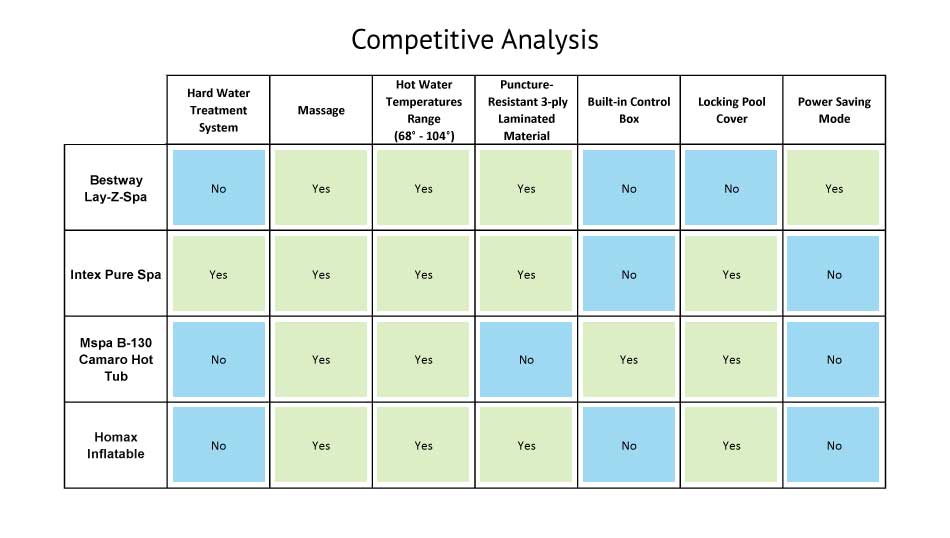 Competitive Analysis
Hard Water
Treatment
System
Massage
Hot Water
Temperatures
Range
(68˚ - 104˚)
Puncture-
Resistant 3-ply
Laminated
Material
Built-in Control
Box
Locking Pool
Cover
Power Saving
Mode
Bestway
Lay-Z-Spa
No
Yes
Yes
Yes
No
No
Yes
Intex Pure Spa
Yes
Yes
Yes
Yes
No
Yes
No
Mspa B-130
Camaro Hot
Tub
No
Yes
Yes
No
Yes
Yes
No
Homax
Inflatable
No
Yes
Yes
Yes
No
Yes
No